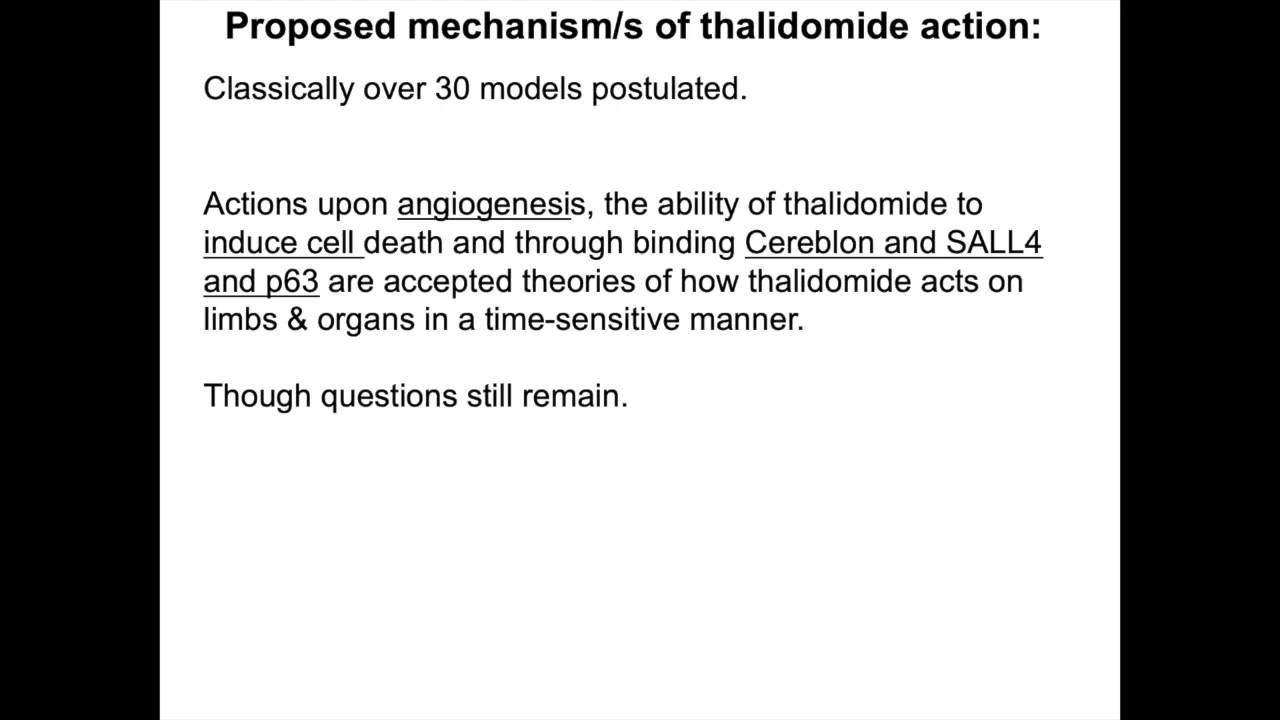 Proposed mechanism/s of thalidomide action:
Classically over 30 models postulated.
Actions upon angiogenesis, the ability of thalidomide to
induce cell death and through binding Cereblon and SALL4
and p63 are accepted theories of how thalidomide acts on
limbs & organs in a time-sensitive manner.
Though questions still remain.